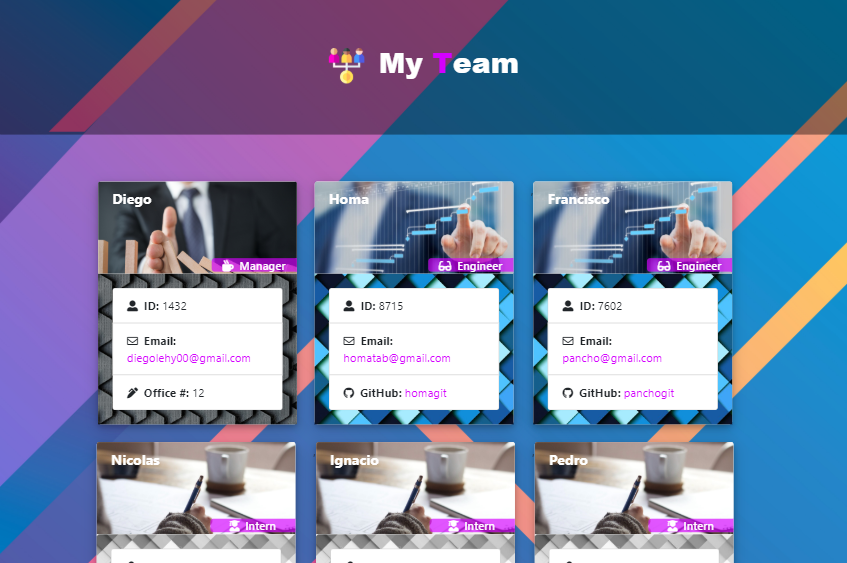 My Team
Diego
Manager
ID: 1432
Email:
diegolehy00@gmail.com
Office #: 12
Homa
Engineer
ID: 8715
Email:
homatab@gmail.com
GitHub: homagit
Francisco
Engineer
ID: 7602
Email:
pancho@gmail.com
GitHub: panchogit
Nicolas
Intern
Ignacio
Intern
Pedro
Intern